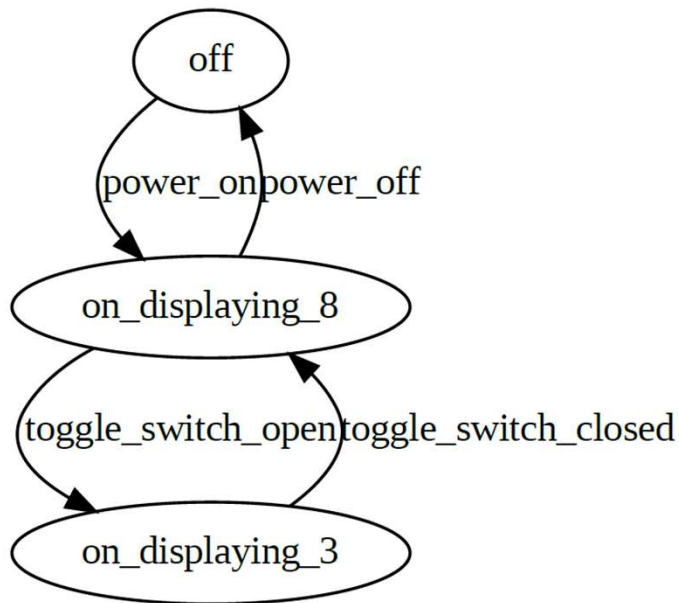 off
power_on power_off
on_displaying_8
toggle_switch_open toggle_switch_closed
on_displaying_3